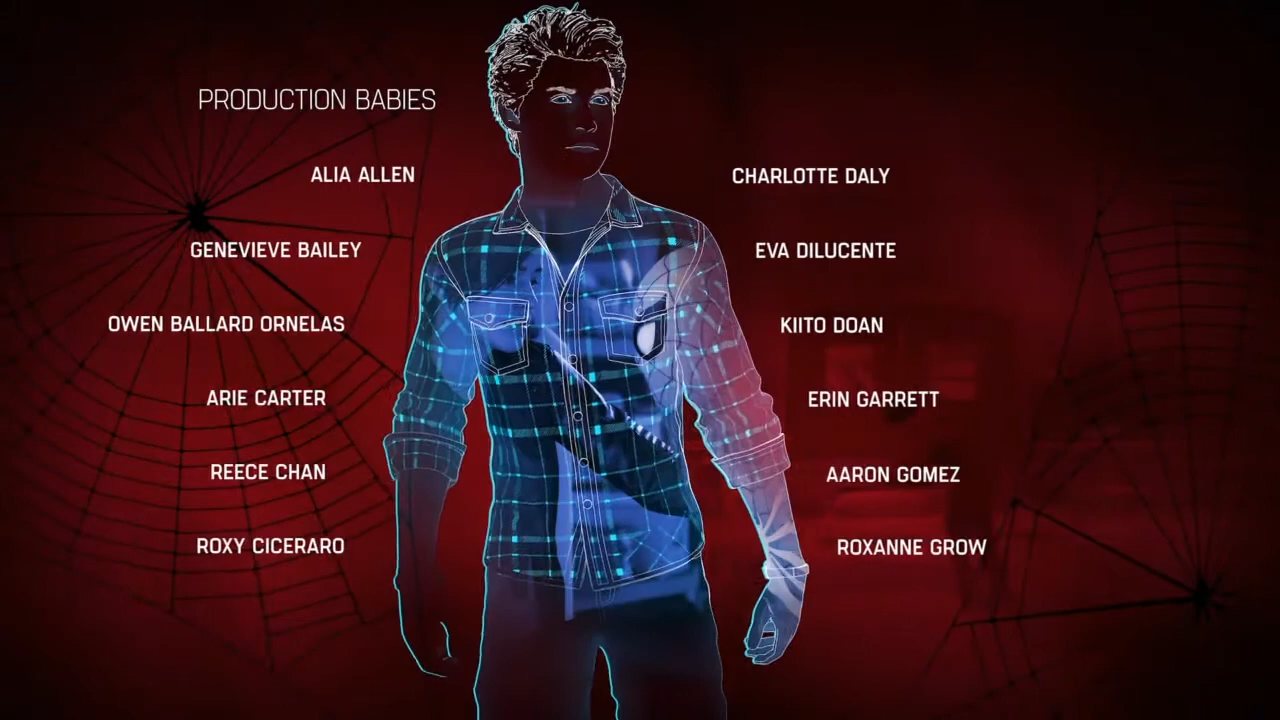 PRODUCTION BABIES
ALIA ALLEN
GENEVIEVE BAILEY
OWEN BALLARD ORNELAS
ARIE CARTER
REECE CHAN
ROXY CICERARO
CHARLOTTE DALY
EVA DILUCENTE
KIITO DOAN
ERIN GARRETT
AARON GOMEZ
ROXANNE GROW